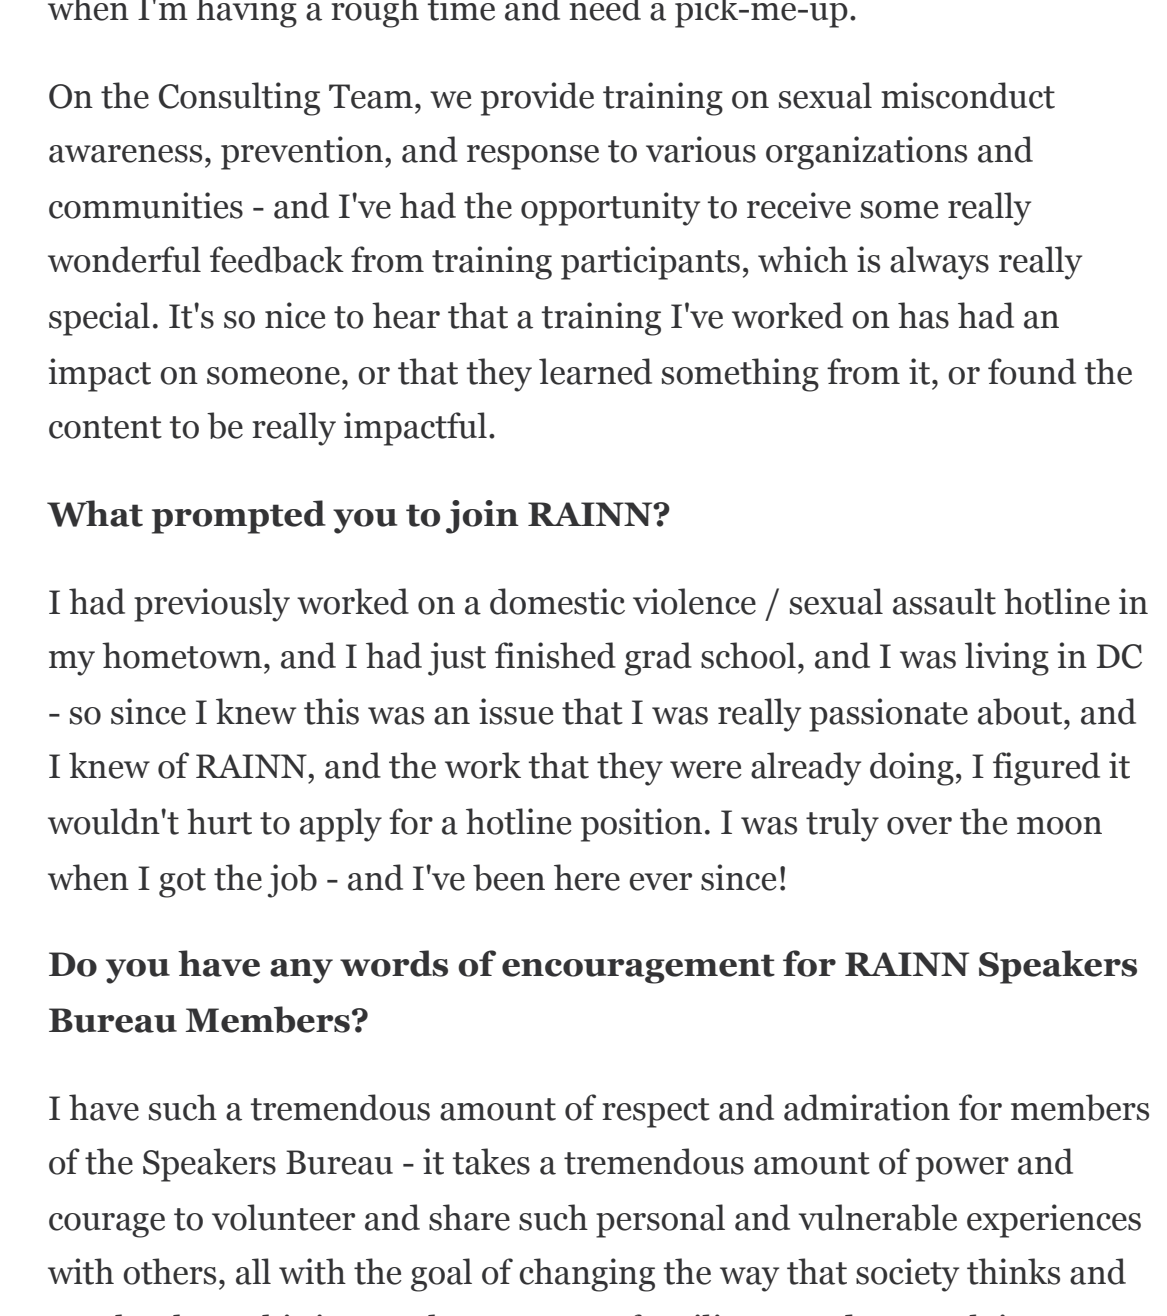 when I'm having a rough time and need a pick-me-up.
On the Consulting Team, we provide training on sexual misconduct
awareness, prevention, and response to various organizations and
communities - and I've had the opportunity to receive some really
wonderful feedback from training participants, which is always really
special. It's so nice to hear that a training I've worked on has had an
impact on someone, or that they learned something from it, or found the
content to be really impactful.
What prompted you to join RAINN?
I had previously worked on a domestic violence / sexual assault hotline in
my hometown, and I had just finished grad school, and I was living in DC
- so since I knew this was an issue that I was really passionate about, and
I knew of RAINN, and the work that they were already doing, I figured it
wouldn't hurt to apply for a hotline position. I was truly over the moon
when I got the job - and I've been here ever since!
Do you have any words of encouragement for RAINN Speakers
Bureau Members?
I have such a tremendous amount of respect and admiration for members
of the Speakers Bureau - it takes a tremendous amount of power and
courage to volunteer and share such personal and vulnerable experiences
with others, all with the goal of changing the way that society thinks and